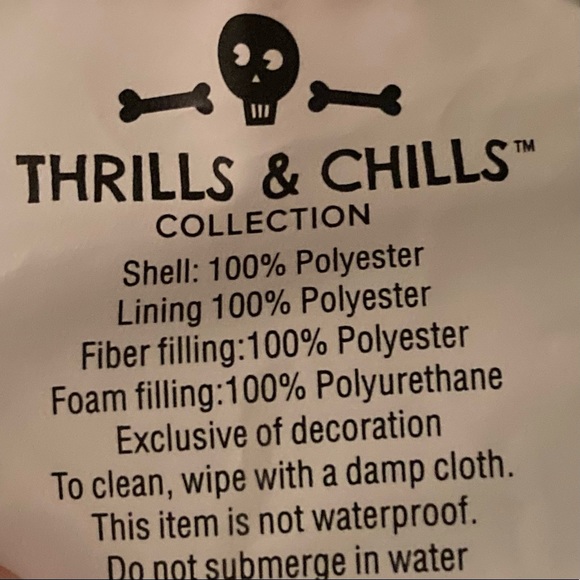 THRILLS & CHILLS™
COLLECTION
Shell: 100% Polyester
Lining 100% Polyester
Fiber filling:100% Polyester
Foam filling:100% Polyurethane
Exclusive of decoration
To clean, wipe with a damp cloth.
This item is not waterproof.
Do not submerge in water